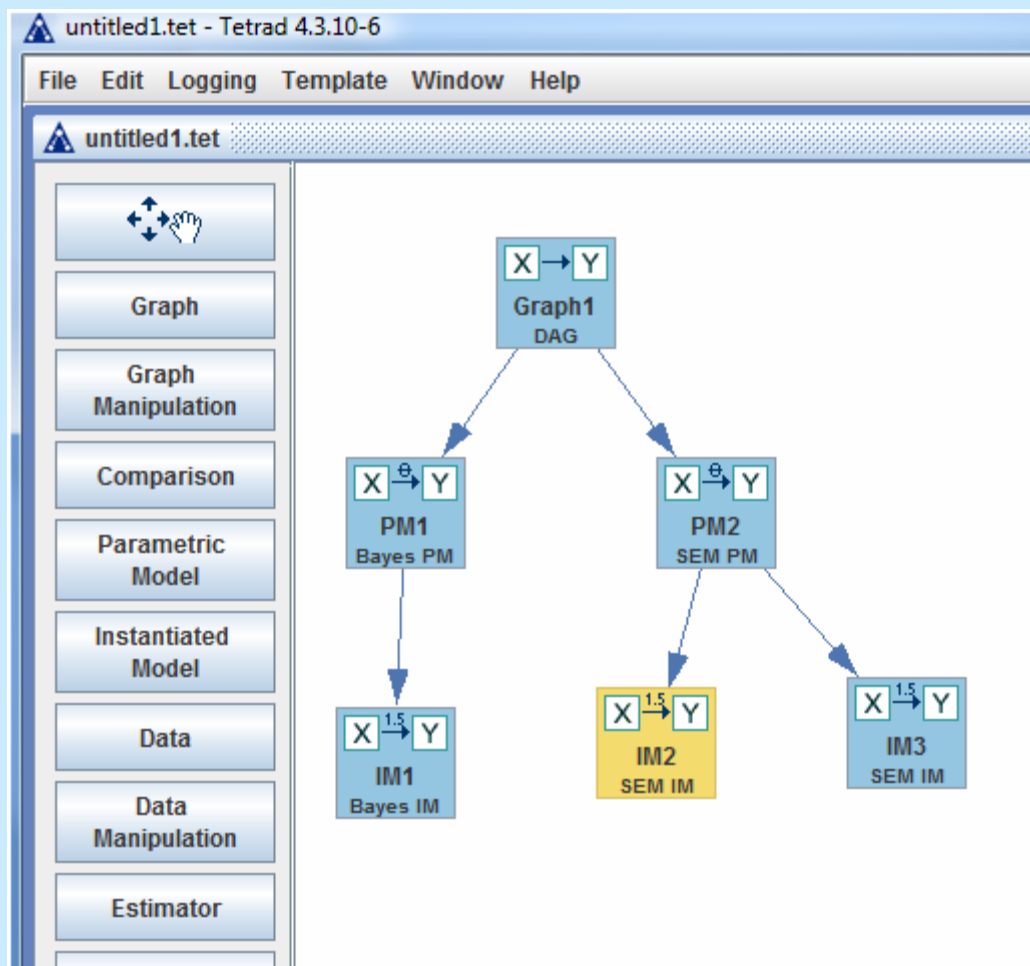 untitled1.tet - Tetrad 4.3.10-6
File Edit Logging Template Window Help
untitled1.tet
Graph
Graph
Manipulation
Comparison
Parametric
Model
Instantiated
Model
Data
Data
Manipulation
Estimator
X Y
Graph1
DAG
X θ Y
PM1
Bayes PM
X θ Y
PM2
SEM PM
X 1.5 Y
IM1
Bayes IM
X 1.5 Y
IM2
SEM IM
X 1.5 Y
IM3
SEM IM